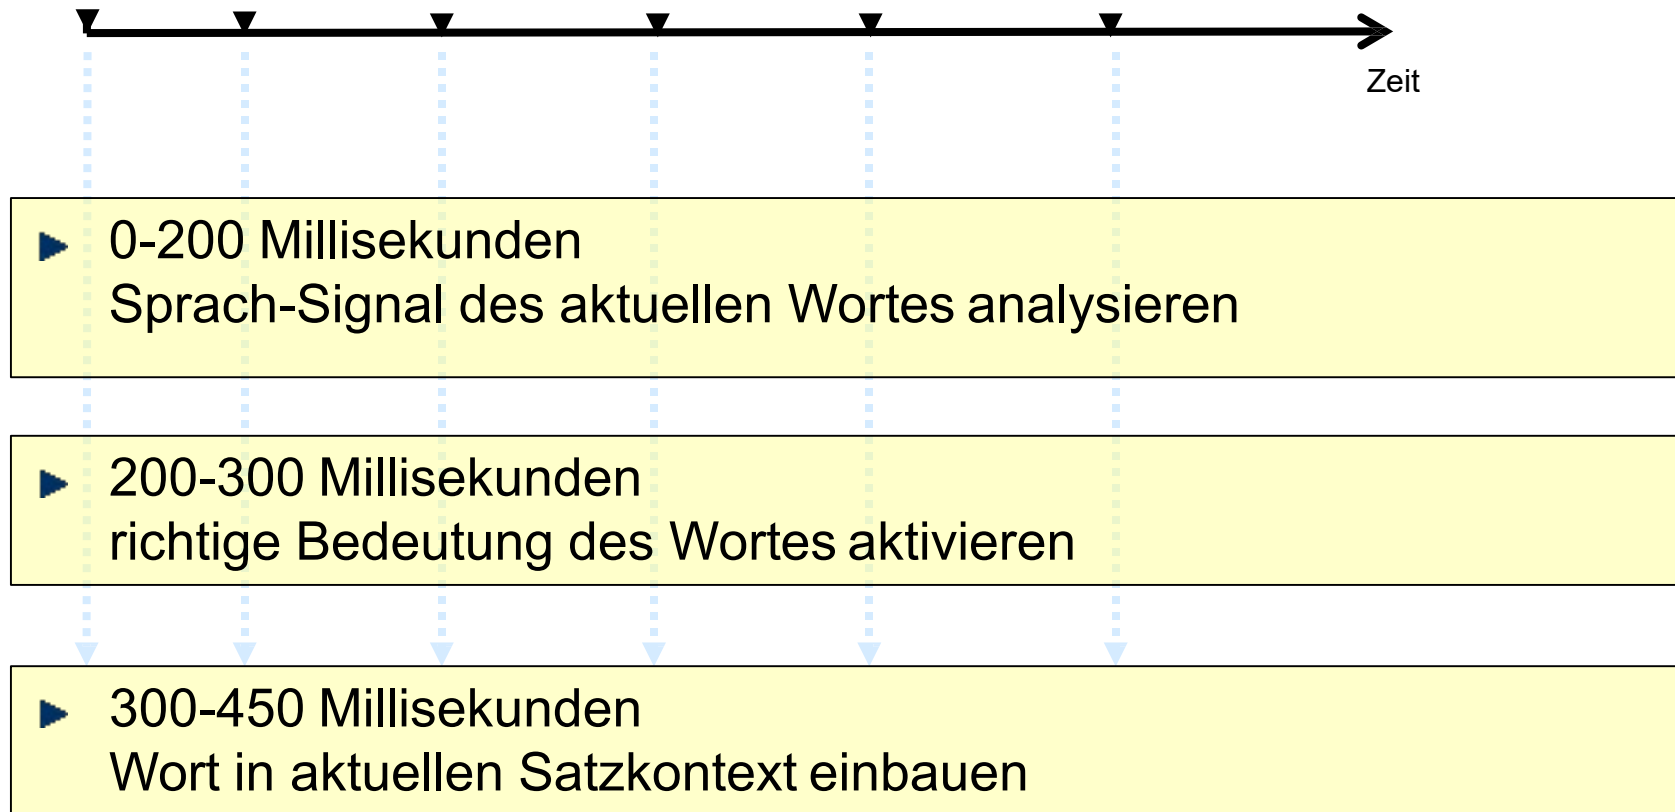 Zeit
0-200 Millisekunden
Sprach-Signal des aktuellen Wortes analysieren
200-300 Millisekunden
richtige Bedeutung des Wortes aktivieren
300-450 Millisekunden
Wort in aktuellen Satzkontext einbauen